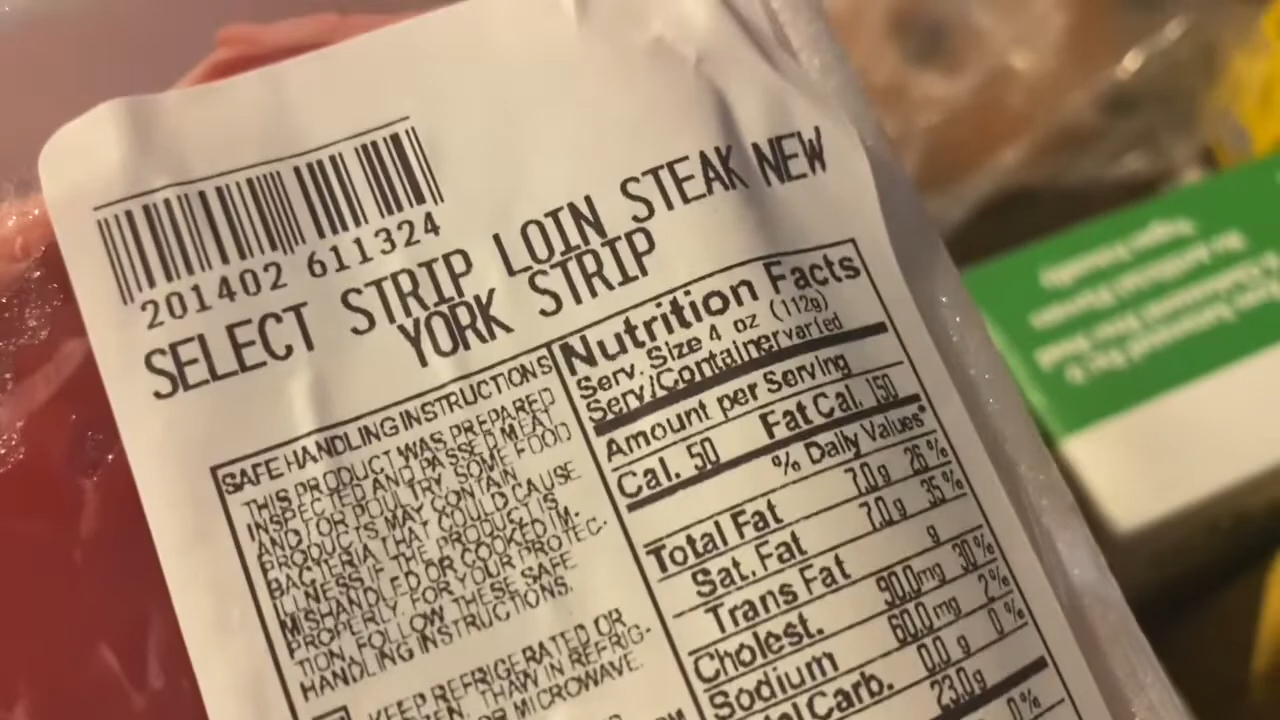 201402 611324
SELECT STRIP LOIN STEAK NEW
YORK STRIP
SAFE HANDLING INSTRUCTIONS
THIS PRODUCT WAS PREPARED
INSPECTED AND PASSED MEAT
AND/OR POULTRY. SOME FOOD
PRODUCTS MAY CONTAIN
BACTERIA THAT COULD CAUSE
ILLNESS IF THE PRODUCT IS
MISHANDLED OR COOKED IM-
PROPERLY. FOR YOUR PROTEC-
TION, FOLLOW THESE SAFE
HANDLING INSTRUCTIONS.
KEEP REFRIGERATED OR
THAW IN REFRIG-
OR MICROWAVE.
Nutrition Facts
Serv. Size 4 oz (112g)
Serv/Container varied
Amount per Serving
Cal. 50 Fat Cal. 150
% Daily Values*
Total Fat 7.0g 26%
Sat. Fat 7.0g 35%
Trans Fat g
Cholest. 90.0mg 30%
Sodium 60.0mg 2%
Carb. 0.0 g 0%
23.0g
0%